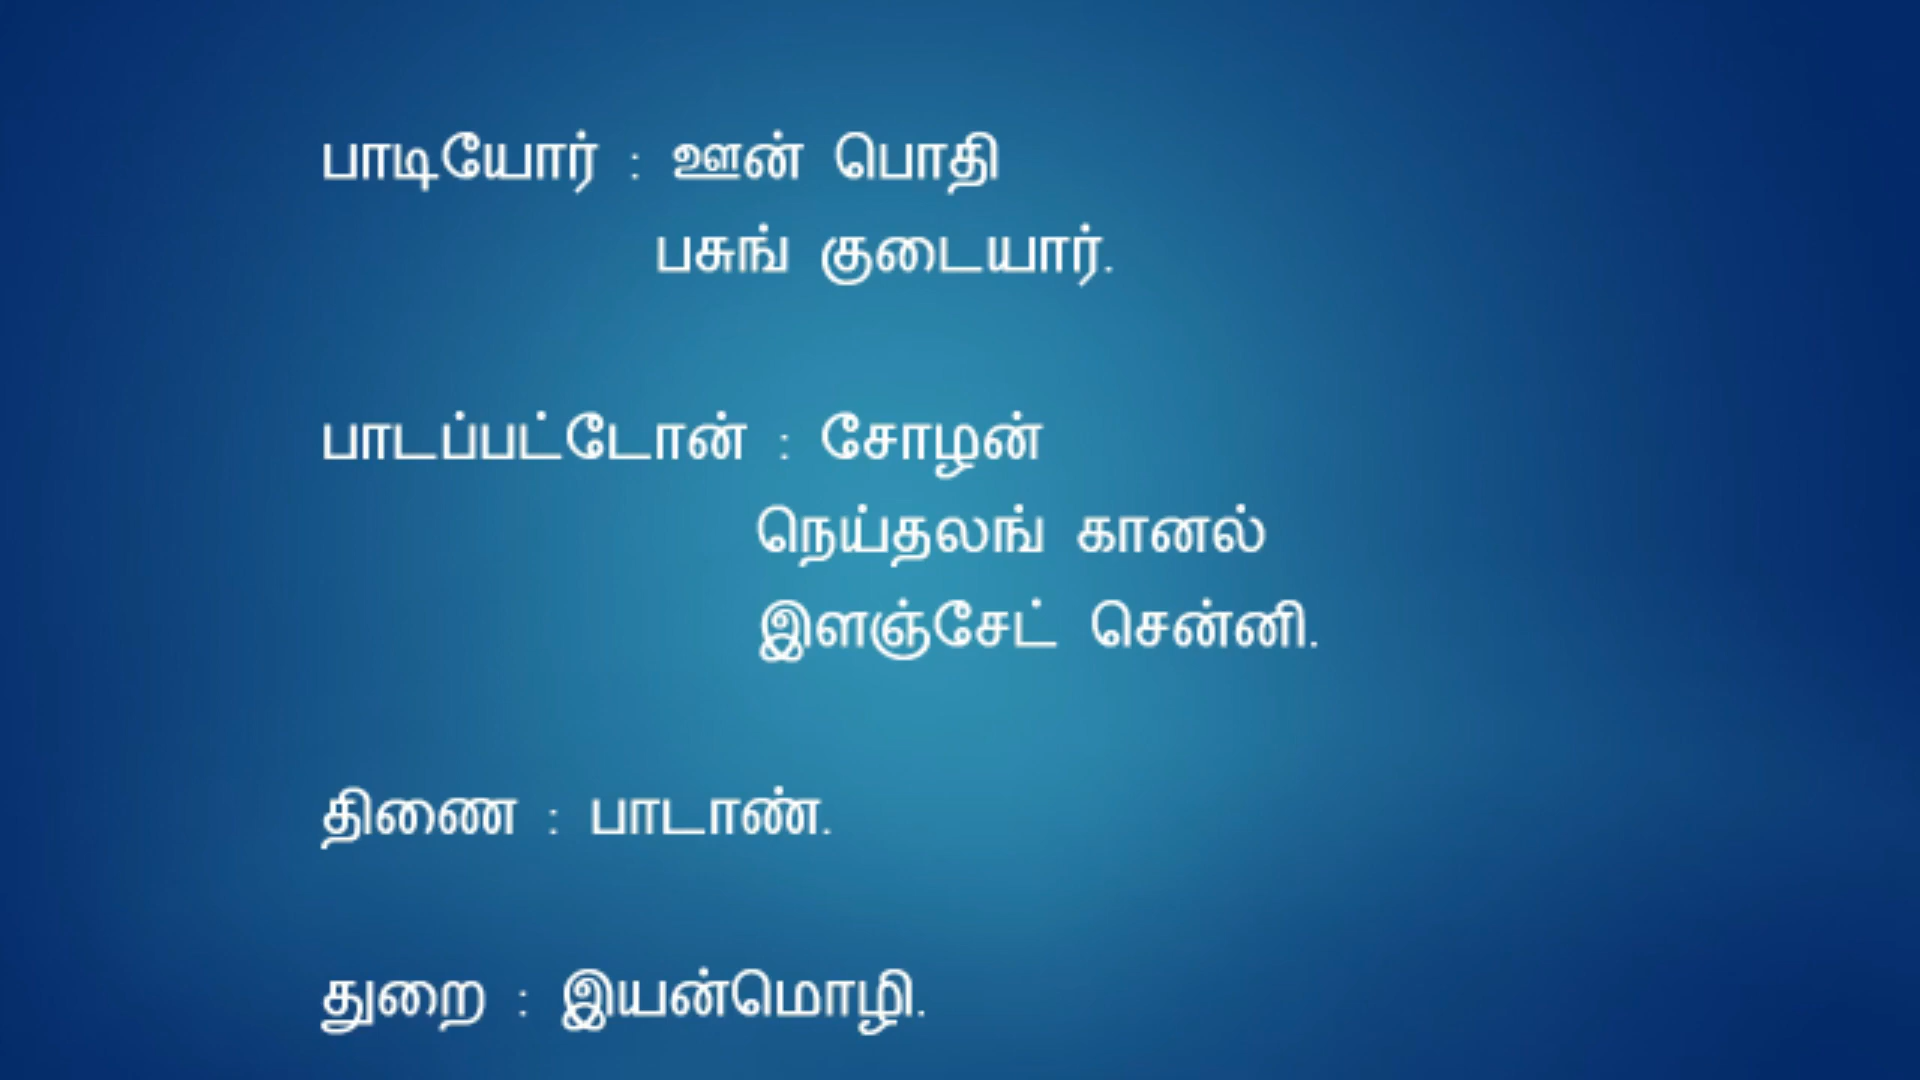 பாடியோர் : ஊன் பொதி
பசுங் குடையார்.
பாடப்பட்டோன் : சோழன்
நெய்தலங் கானல்
இளஞ்சேட் சென்னி.
திணை : பாடாண்.
துறை : இயன்மொழி.